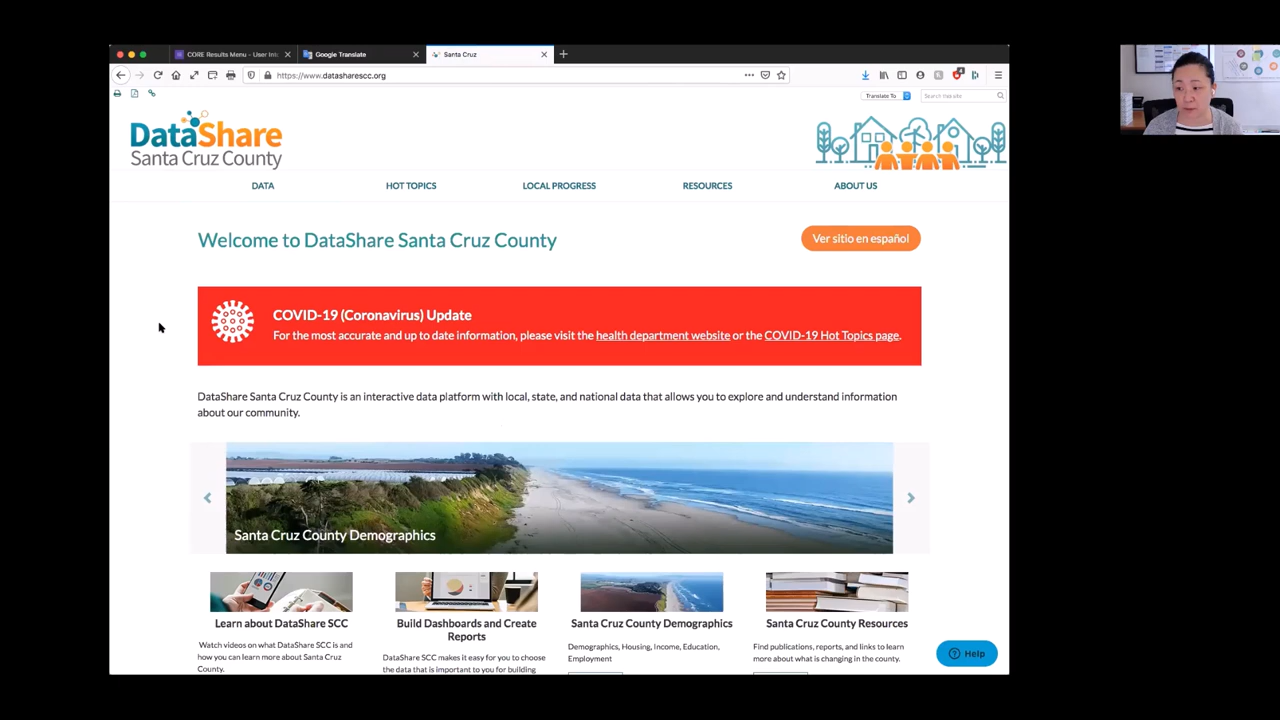 CORE Results Menu - User Int
Google Translate
Santa Cruz
https://www.datasharescc.org
Translate To
Search this site
DataShare
Santa Cruz County
DATA
HOT TOPICS
LOCAL PROGRESS
RESOURCES
ABOUT US
Welcome to DataShare Santa Cruz County
Ver sitio en español
COVID-19 (Coronavirus) Update
For the most accurate and up to date information, please visit the health department website or the COVID-19 Hot Topics page.
DataShare Santa Cruz County is an interactive data platform with local, state, and national data that allows you to explore and understand information
about our community.
Santa Cruz County Demographics
Learn about DataShare SCC
Watch videos on what DataShare SCC is and
how you can learn more about Santa Cruz
County.
Build Dashboards and Create
Reports
DataShare SCC makes it easy for you to choose
the data that is important to you for building
Santa Cruz County Demographics
Demographics, Housing, Income, Education,
Employment
Santa Cruz County Resources
Find publications, reports, and links to learn
more about what is changing in the county.
Help